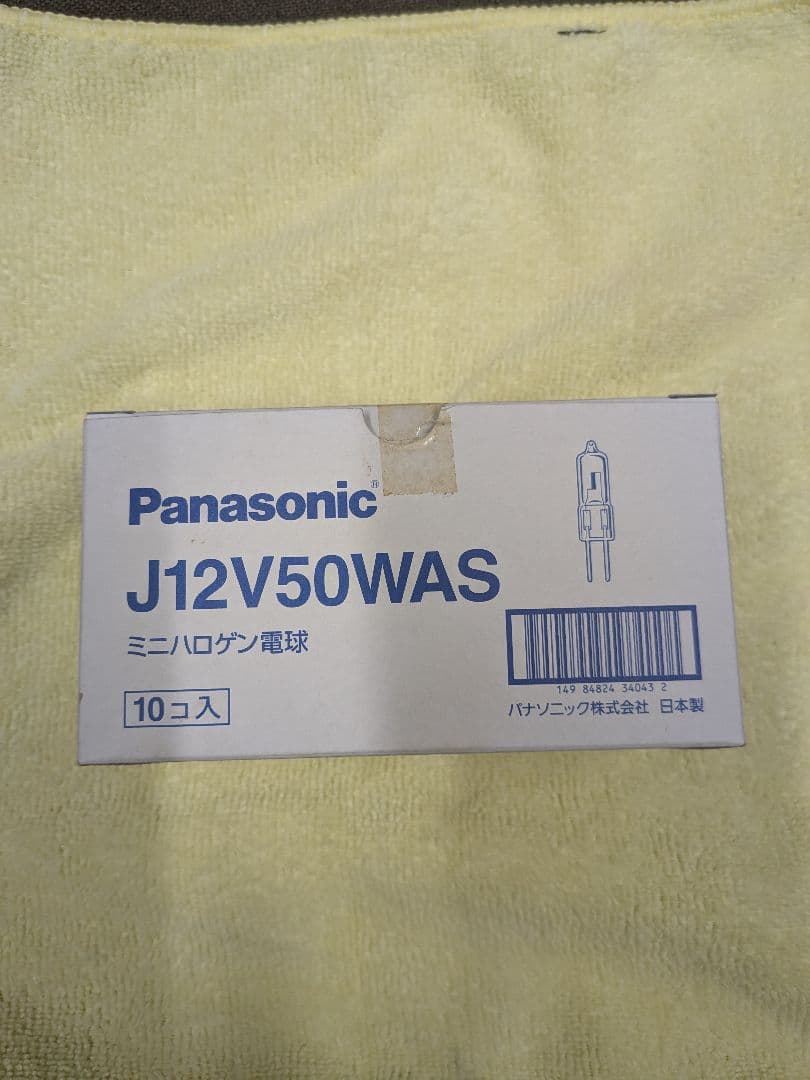 Panasonic®
J12V50WAS
ミニハロゲン電球
10コ入
149 84824 34043 2
パナソニック株式会社 日本製